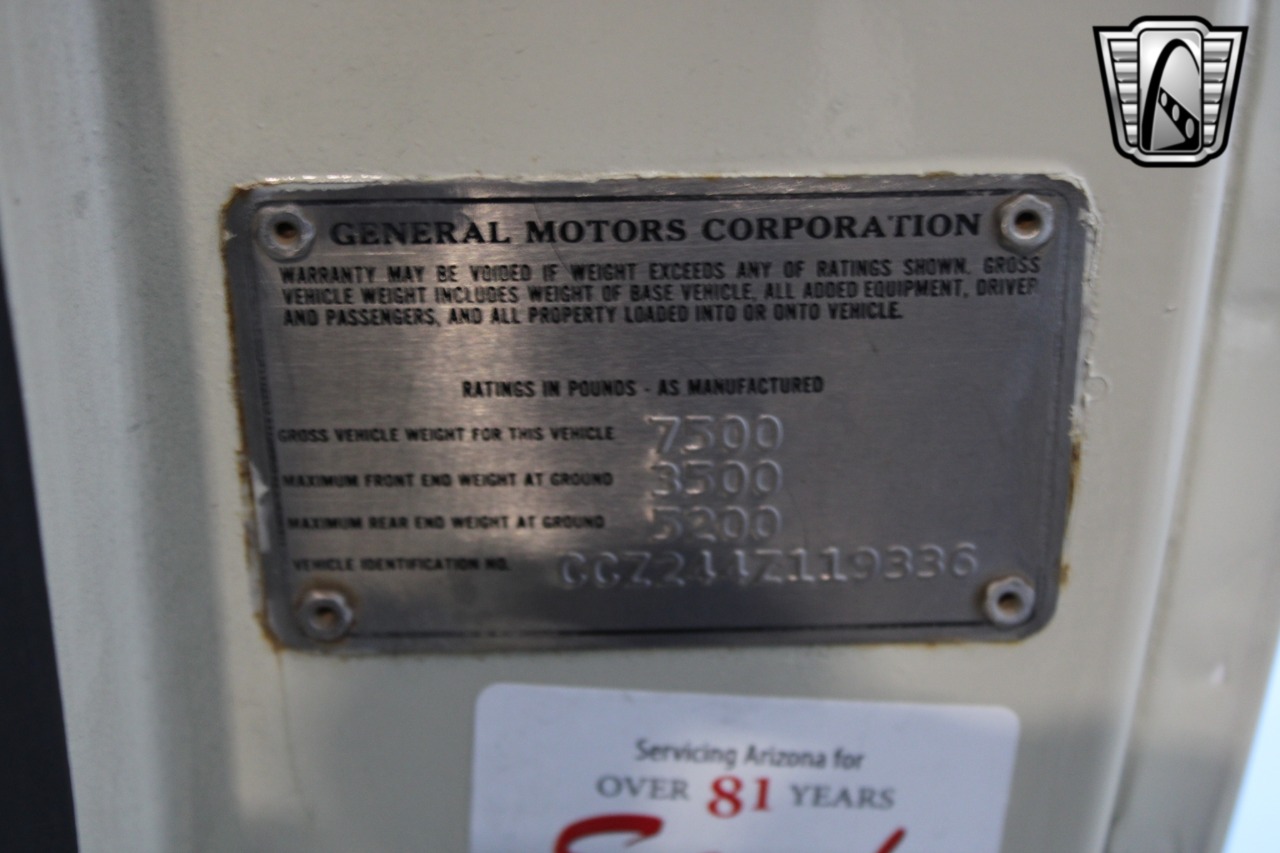 GENERAL MOTORS CORPORATION
WARRANTY MAY BE VOIDED IF WEIGHT EXCEEDS ANY OF RATINGS SHOWN. GROSS
VEHICLE WEIGHT INCLUDES WEIGHT OF BASE VEHICLE, ALL ADDED EQUIPMENT, DRIVER
AND PASSENGERS, AND ALL PROPERTY LOADED INTO OR ONTO VEHICLE.
RATINGS IN POUNDS - AS MANUFACTURED
GROSS VEHICLE WEIGHT FOR THIS VEHICLE 7500
MAXIMUM FRONT END WEIGHT AT GROUND 3500
MAXIMUM REAR END WEIGHT AT GROUND 5200
VEHICLE IDENTIFICATION NO. CCZ244Z119336
Servicing Arizona for
OVER 81 YEARS